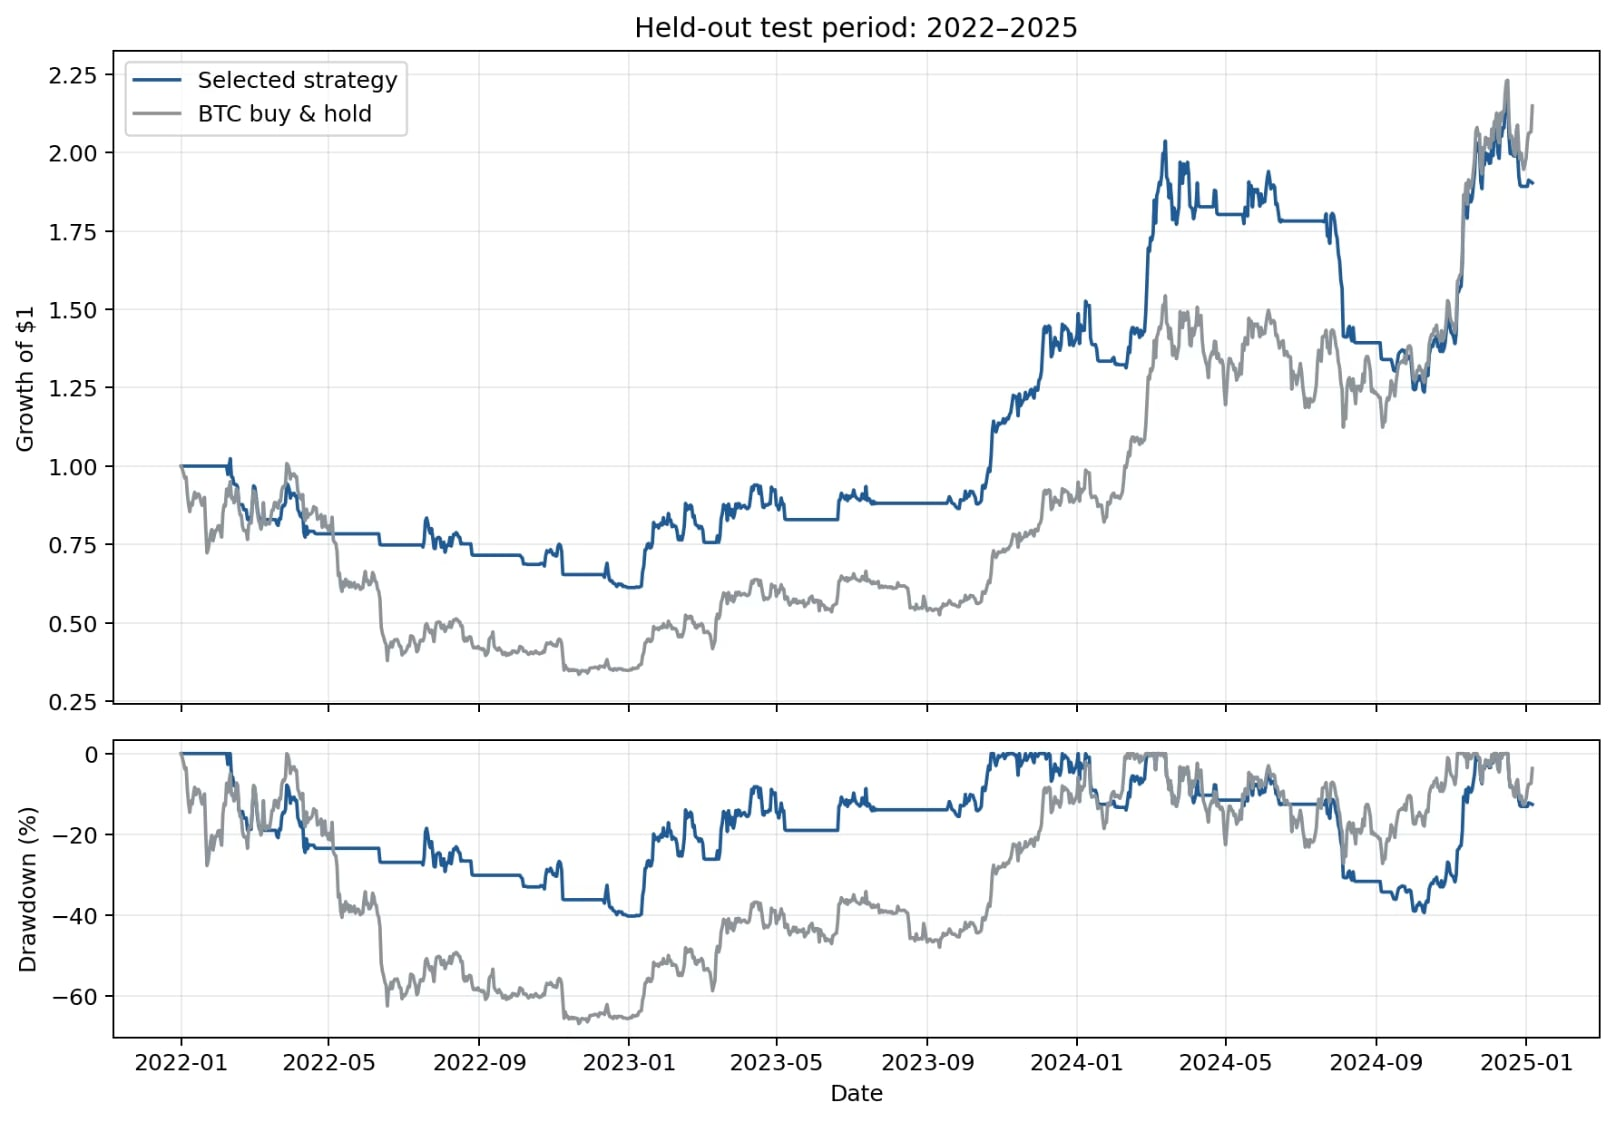 Held-out test period: 2022–2025
Selected strategy
BTC buy & hold
Growth of $1
2.25
2.00
1.75
1.50
1.25
1.00
0.75
0.50
0.25
Drawdown (%)
0
−20
−40
−60
2022-01 2022-05 2022-09 2023-01 2023-05 2023-09 2024-01 2024-05 2024-09 2025-01
Date